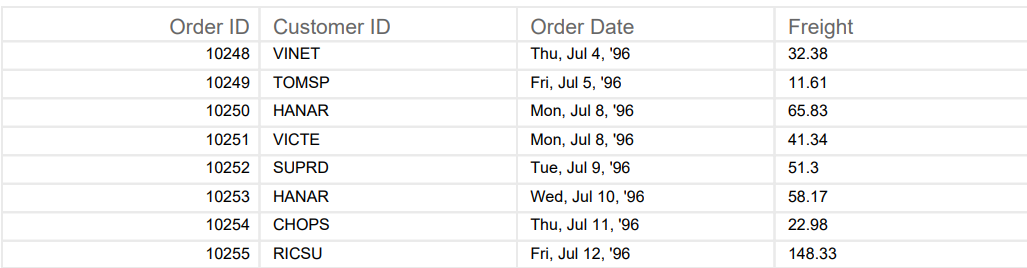 Order ID Customer ID Order Date Freight
10248 VINET Thu, Jul 4, '96 32.38
10249 TOMSP Fri, Jul 5, '96 11.61
10250 HANAR Mon, Jul 8, '96 65.83
10251 VICTE Mon, Jul 8, '96 41.34
10252 SUPRD Tue, Jul 9, '96 51.3
10253 HANAR Wed, Jul 10, '96 58.17
10254 CHOPS Thu, Jul 11, '96 22.98
10255 RICSU Fri, Jul 12, '96 148.33